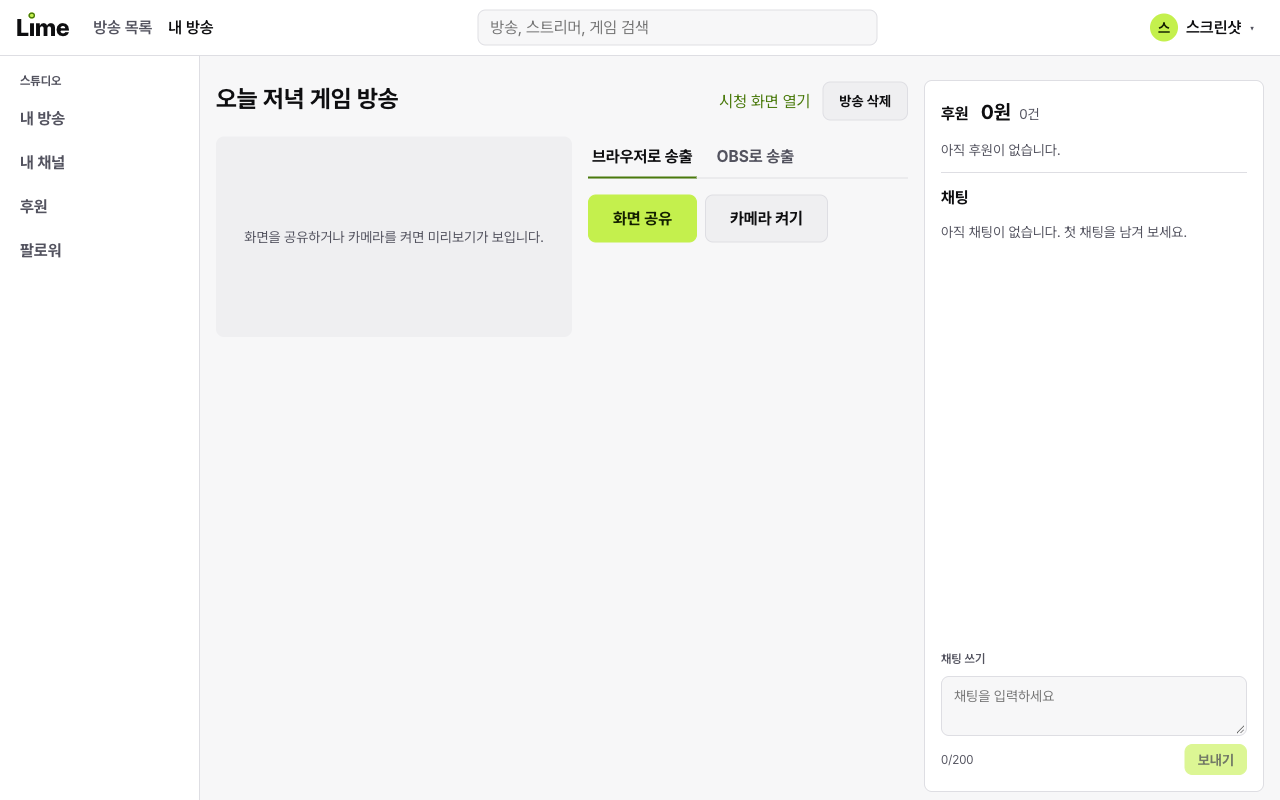 Lime
방송 목록
내 방송
방송, 스트리머, 게임 검색
스
스크린샷
스튜디오
내 방송
내 채널
후원
팔로워
오늘 저녁 게임 방송
시청 화면 열기
방송 삭제
화면을 공유하거나 카메라를 켜면 미리보기가 보입니다.
브라우저로 송출
OBS로 송출
화면 공유
카메라 켜기
후원 0원 0건
아직 후원이 없습니다.
채팅
아직 채팅이 없습니다. 첫 채팅을 남겨 보세요.
채팅 쓰기
채팅을 입력하세요
0/200
보내기